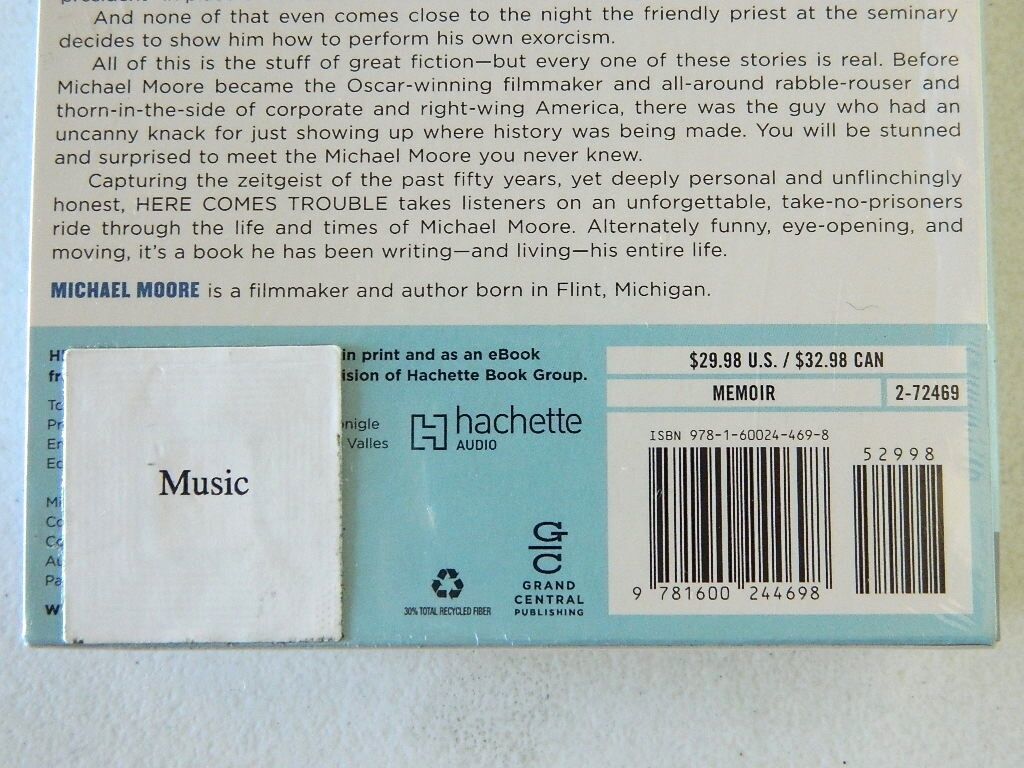 And none of that even comes close to the night the friendly priest at the seminary
decides to show him how to perform his own exorcism.
All of this is the stuff of great fiction—but every one of these stories is real. Before
Michael Moore became the Oscar-winning filmmaker and all-around rabble-rouser and
thorn-in-the-side of corporate and right-wing America, there was the guy who had an
uncanny knack for just showing up where history was being made. You will be stunned
and surprised to meet the Michael Moore you never knew.
Capturing the zeitgeist of the past fifty years, yet deeply personal and unflinchingly
honest, HERE COMES TROUBLE takes listeners on an unforgettable, take-no-prisoners
ride through the life and times of Michael Moore. Alternately funny, eye-opening, and
moving, it's a book he has been writing—and living—his entire life.
MICHAEL MOORE is a filmmaker and author born in Flint, Michigan.
in print and as an eBook
of Hachette Book Group.
Valles
Music
hachette
AUDIO
30% TOTAL RECYCLED FIBER
GC
GRAND
CENTRAL
PUBLISHING
$29.98 U.S. / $32.98 CAN
MEMOIR
2-72469
ISBN 978-1-60024-469-8
52998
9 781600 244698